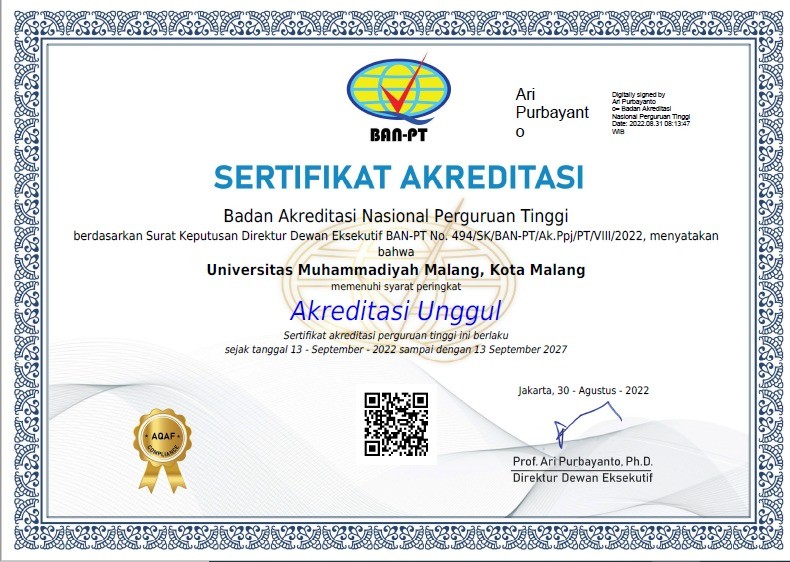 BAN-PT
Ari
Purbayant
o
Digitally signed by
Ari Purbayanto
o= Badan Akreditasi
Nasional Perguruan Tinggi
Date: 2022.08.31 08:13:47
WIB
SERTIFIKAT AKREDITASI
Badan Akreditasi Nasional Perguruan Tinggi
berdasarkan Surat Keputusan Direktur Dewan Eksekutif BAN-PT No. 494/SK/BAN-PT/Ak.Ppj/PT/VIII/2022, menyatakan
bahwa
Universitas Muhammadiyah Malang, Kota Malang
memenuhi syarat peringkat
Akreditasi Unggul
Sertifikat akreditasi perguruan tinggi ini berlaku
sejak tanggal 13 - September - 2022 sampai dengan 13 September 2027
Jakarta, 30 - Agustus - 2022
AQAF
COMPLIANCE
Prof. Ari Purbayanto, Ph.D.
Direktur Dewan Eksekutif